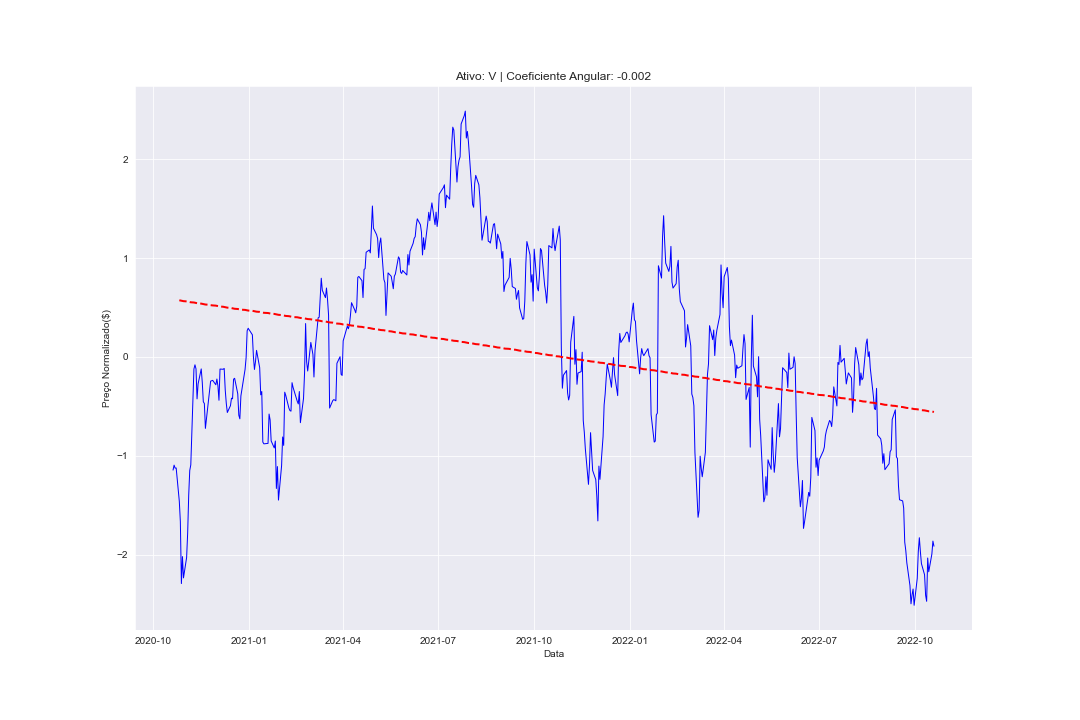 Ativo: V | Coeficiente Angular: -0.002
Preço Normalizado($)
2
1
0
−1
−2
2020-10 2021-01 2021-04 2021-07 2021-10 2022-01 2022-04 2022-07 2022-10
Data